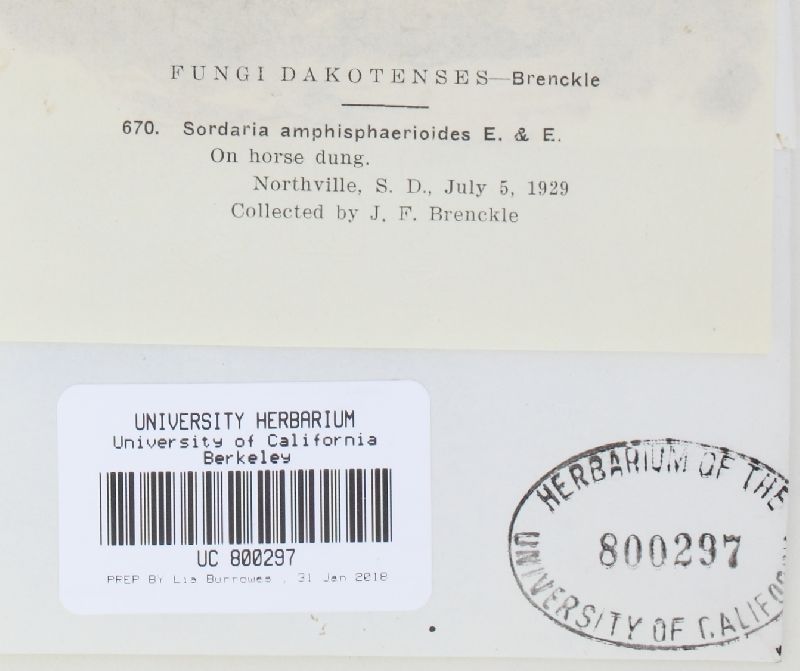 FUNGI DAKOTENSES—Brenckle
670. Sordaria amphisphaerioides E. & E.
On horse dung.
Northville, S. D., July 5, 1929
Collected by J. F. Brenckle
UNIVERSITY HERBARIUM
University of California
Berkeley
UC 800297
PREP BY Lia Burrowes , 31 Jan 2018
HERBARIUM OF THE
800297
UNIVERSITY OF CALIFO